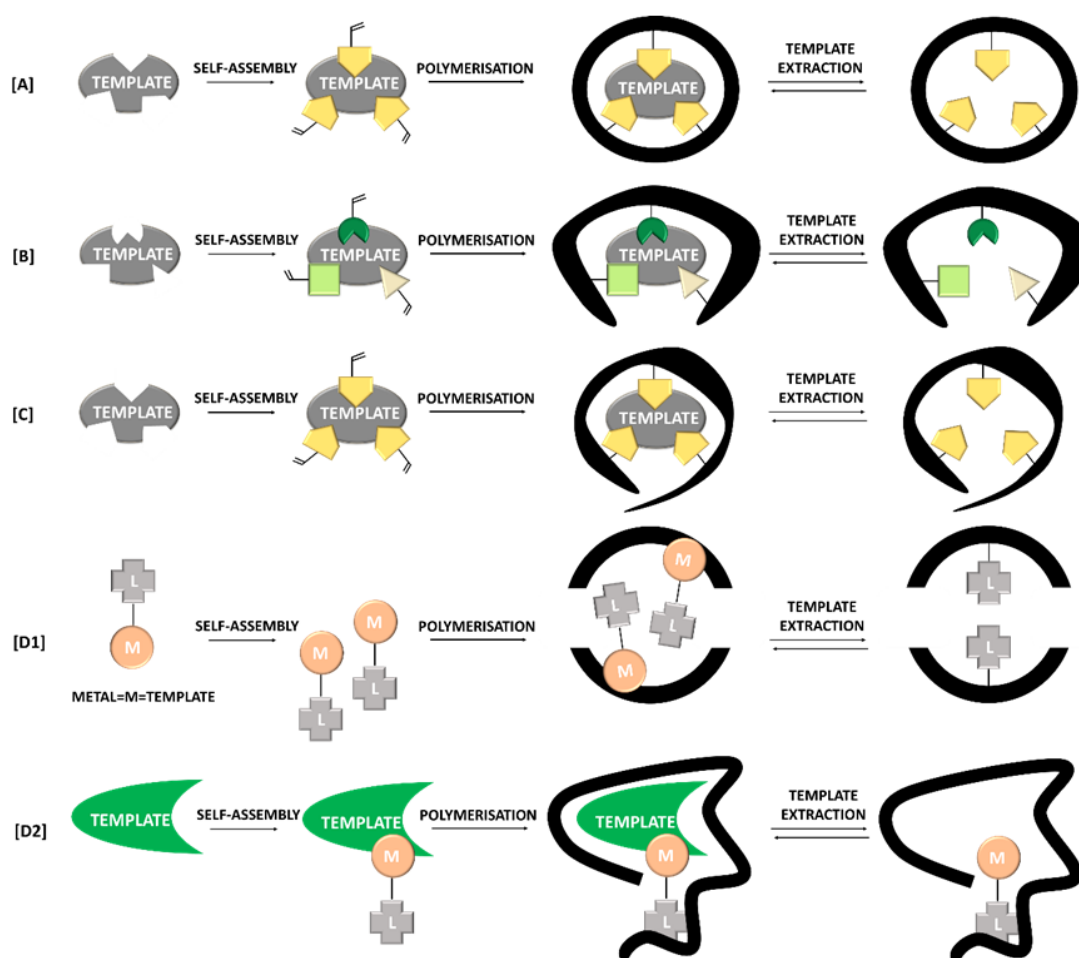 [A]
TEMPLATE
SELF-ASSEMBLY
TEMPLATE
POLYMERISATION
TEMPLATE
TEMPLATE
EXTRACTION
[B]
TEMPLATE
SELF-ASSEMBLY
TEMPLATE
POLYMERISATION
TEMPLATE
TEMPLATE
EXTRACTION
[C]
TEMPLATE
SELF-ASSEMBLY
TEMPLATE
POLYMERISATION
TEMPLATE
TEMPLATE
EXTRACTION
[D1]
L
M
METAL=M=TEMPLATE
SELF-ASSEMBLY
M
L
M
L
POLYMERISATION
M
L
L
M
TEMPLATE
EXTRACTION
L
L
[D2]
TEMPLATE
SELF-ASSEMBLY
TEMPLATE
M
L
POLYMERISATION
TEMPLATE
M
L
TEMPLATE
EXTRACTION
M
L